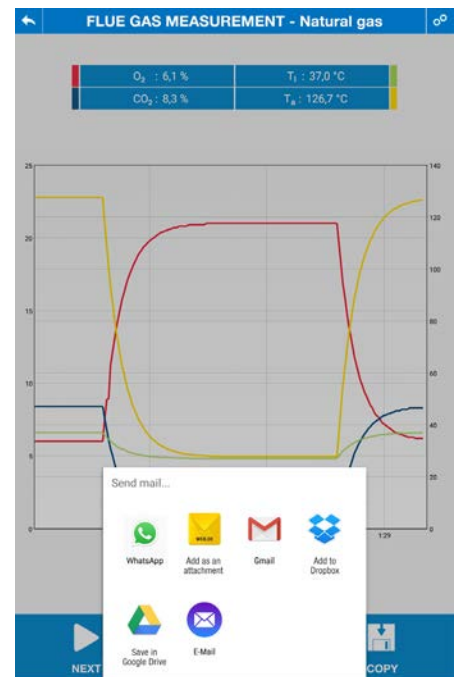 FLUE GAS MEASUREMENT - Natural gas
O₂ : 6,1 %
T₁ : 37,0 °C
CO₂ : 8,3 %
Tₐ : 126,7 °C
25
140
120
20
100
15
80
10
60
40
5
20
0
0
1:29
Send mail...
WhatsApp
Add as an
attachment
Gmail
Add to
Dropbox
Save in
Google Drive
E-Mail
NEXT
COPY